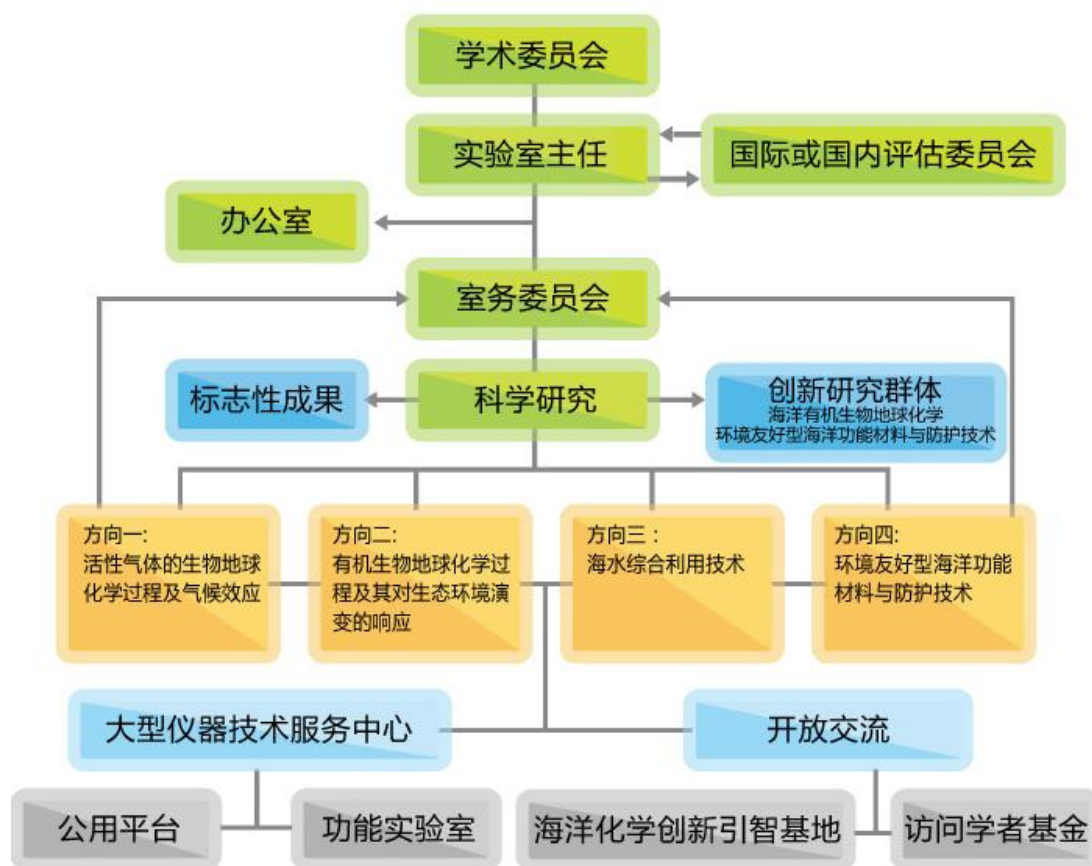 学术委员会
实验室主任
国际或国内评估委员会
办公室
室务委员会
标志性成果
科学研究
创新研究群体
海洋有机生物地球化学
环境友好型海洋功能材料与防护技术
方向一:
活性气体的生物地球
化学过程及气候效应
方向二:
有机生物地球化学过
程及其对生态环境演
变的响应
方向三：
海水综合利用技术
方向四:
环境友好型海洋功能
材料与防护技术
大型仪器技术服务中心
开放交流
公用平台
功能实验室
海洋化学创新引智基地
访问学者基金